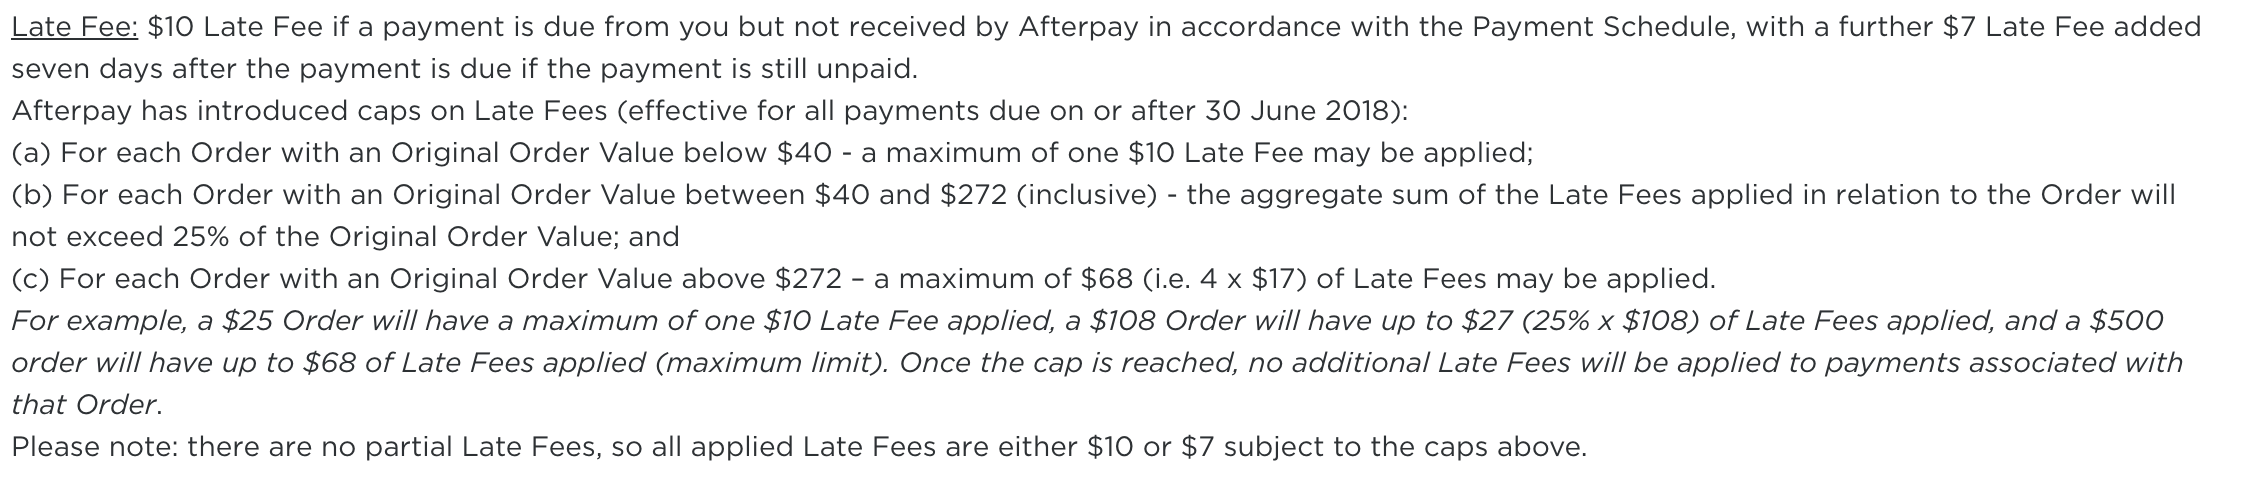 Late Fee: $10 Late Fee if a payment is due from you but not received by Afterpay in accordance with the Payment Schedule, with a further $7 Late Fee added
seven days after the payment is due if the payment is still unpaid.
Afterpay has introduced caps on Late Fees (effective for all payments due on or after 30 June 2018):
(a) For each Order with an Original Order Value below $40 - a maximum of one $10 Late Fee may be applied;
(b) For each Order with an Original Order Value between $40 and $272 (inclusive) - the aggregate sum of the Late Fees applied in relation to the Order will
not exceed 25% of the Original Order Value; and
(c) For each Order with an Original Order Value above $272 – a maximum of $68 (i.e. 4 x $17) of Late Fees may be applied.
For example, a $25 Order will have a maximum of one $10 Late Fee applied, a $108 Order will have up to $27 (25% x $108) of Late Fees applied, and a $500
order will have up to $68 of Late Fees applied (maximum limit). Once the cap is reached, no additional Late Fees will be applied to payments associated with
that Order.
Please note: there are no partial Late Fees, so all applied Late Fees are either $10 or $7 subject to the caps above.